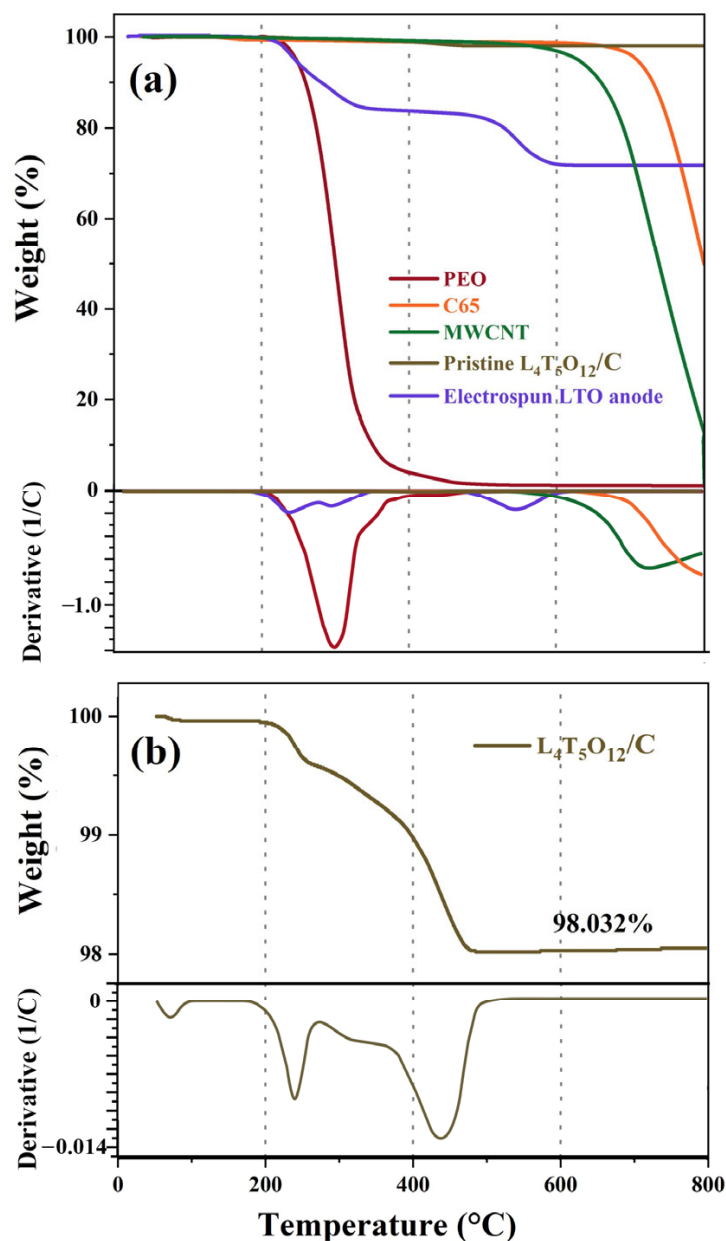 100
(a)
80
60
40
20
0
Weight (%)
PEO
C65
MWCNT
Pristine L₄T₅O₁₂/C
Electrospun LTO anode
Derivative (1/C)
−1.0
100
(b)
L₄T₅O₁₂/C
Weight (%)
99
98.032%
98
0
Derivative (1/C)
−0.014
0 200 400 600 800
Temperature (°C)